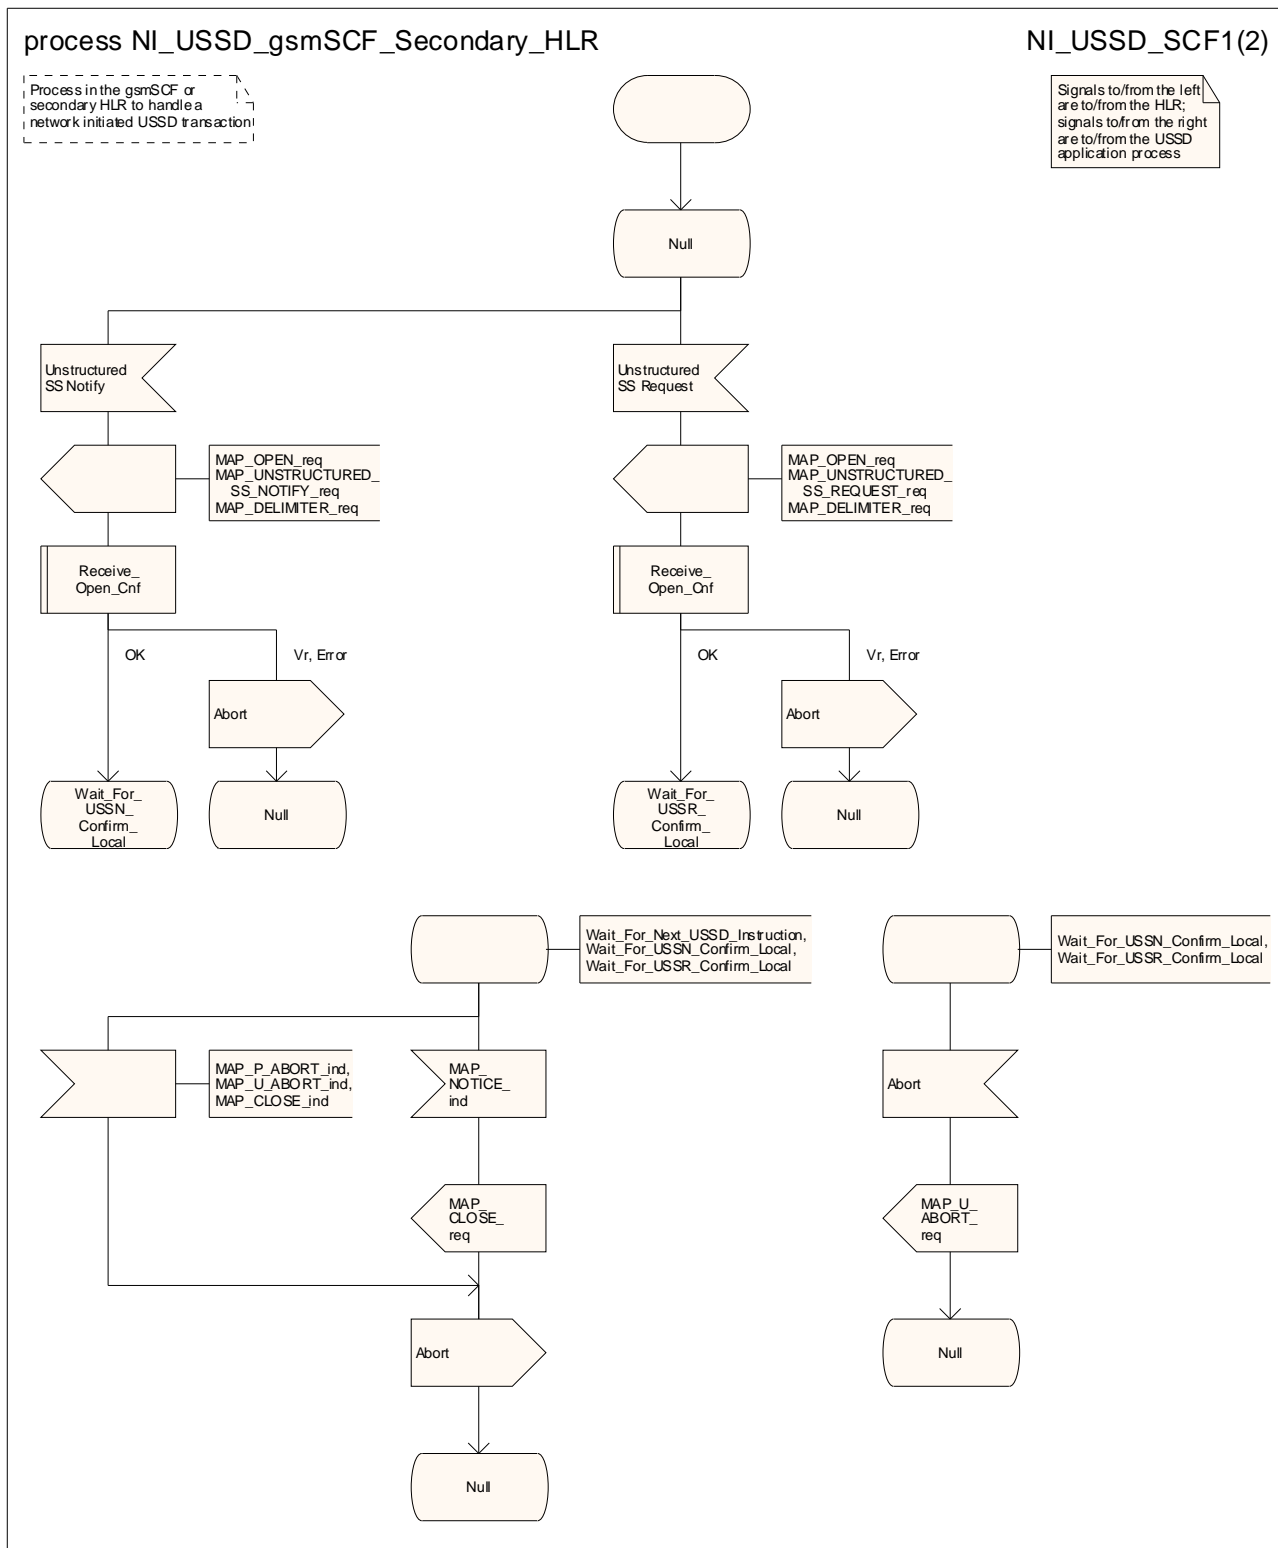 process NI_USSD_gsmSCF_Secondary_HLR
NI_USSD_SCF1(2)
Process in the gsmSCF or
secondary HLR to handle a
network initiated USSD transaction
Signals to/from the left
are to/from the HLR;
signals to/from the right
are to/from the USSD
application process
Null
Unstructured
SS Notify
Unstructured
SS Request
MAP_OPEN_req
MAP_UNSTRUCTURED_
SS_NOTIFY_req
MAP_DELIMITER_req
MAP_OPEN_req
MAP_UNSTRUCTURED_
SS_REQUEST_req
MAP_DELIMITER_req
Receive_
Open_Cnf
Receive_
Open_Cnf
OK
Vr, Error
OK
Vr, Error
Abort
Abort
Wait_For_
USSN_
Confirm_
Local
Null
Wait_For_
USSR_
Confirm_
Local
Null
Wait_For_Next_USSD_Instruction,
Wait_For_USSN_Confirm_Local,
Wait_For_USSR_Confirm_Local
Wait_For_USSN_Confirm_Local,
Wait_For_USSR_Confirm_Local
MAP_P_ABORT_ind,
MAP_U_ABORT_ind,
MAP_CLOSE_ind
MAP_
NOTICE_
ind
Abort
MAP_
CLOSE_
req
MAP_U_
ABORT_
req
Abort
Null
Null